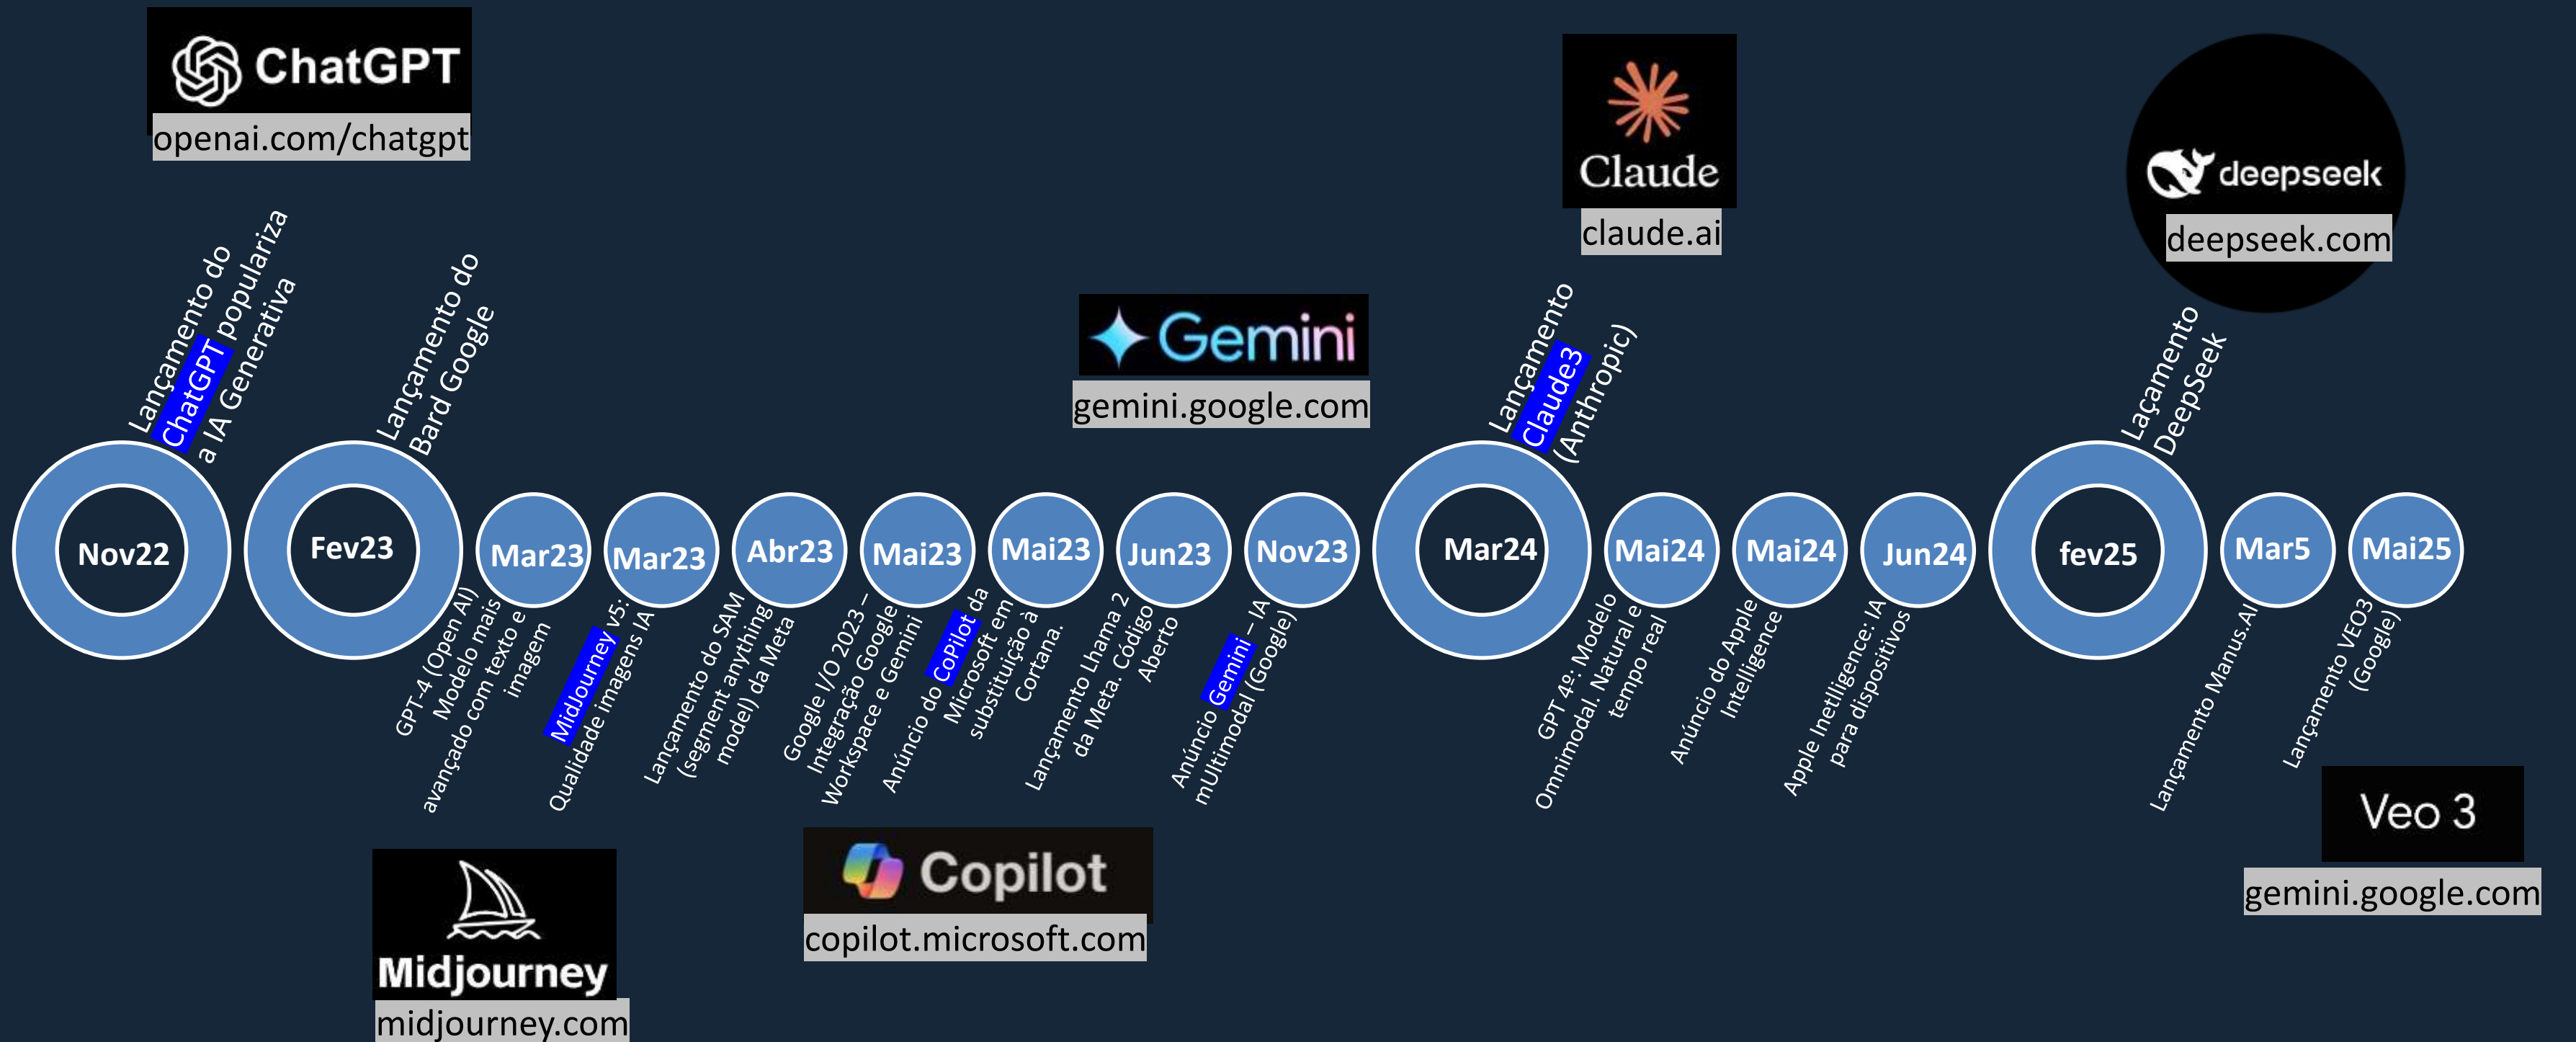 ChatGPT
openai.com/chatgpt
Claude
claude.ai
deepseek
deepseek.com
Gemini
gemini.google.com
Lançamento do
ChatGPT populariza
a IA Generativa
Nov22
Lançamento do
Bard Google
Fev23
Mar23
GPT-4 (Open AI)
Modelo mais
avançado com texto e
imagem
Mar23
MidJourney v5:
Qualidade imagens IA
Abr23
Lançamento do SAM
(segment anything
model) da Meta
Mai23
Google I/O 2023 –
Integração Google
Workspace e Gemini
Mai23
Anúncio do CoPilot da
Microsoft em
substituição à
Cortana.
Jun23
Lançamento Lhama 2
da Meta. Código
Aberto
Nov23
Anúncio Gemini – IA
mUltimodal (Google)
Lançamento
Claude3
(Anthropic)
Mar24
Mai24
GPT 4º: Modelo
Omnimodal. Natural e
tempo real
Mai24
Anúncio do Apple
Intelligence
Jun24
Apple Inetlligence: IA
para dispositivos
Laçamento
DeepSeek
fev25
Mar5
Lançamento Manus.AI
Mai25
Lançamento VEO3
(Google)
Midjourney
midjourney.com
Copilot
copilot.microsoft.com
Veo 3
gemini.google.com